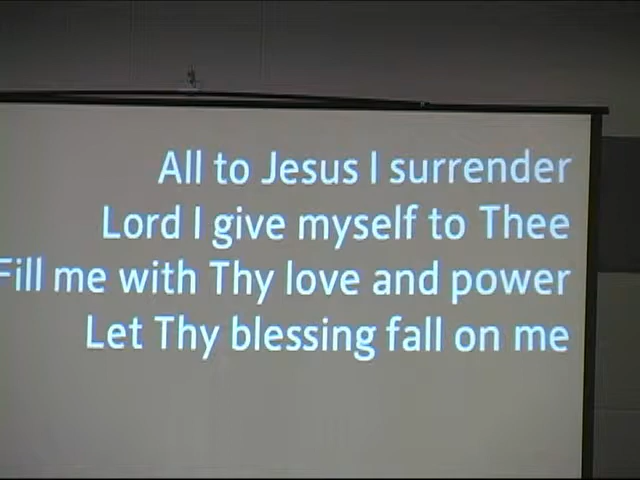 All to Jesus I surrender
Lord I give myself to Thee
Fill me with Thy love and power
Let Thy blessing fall on me